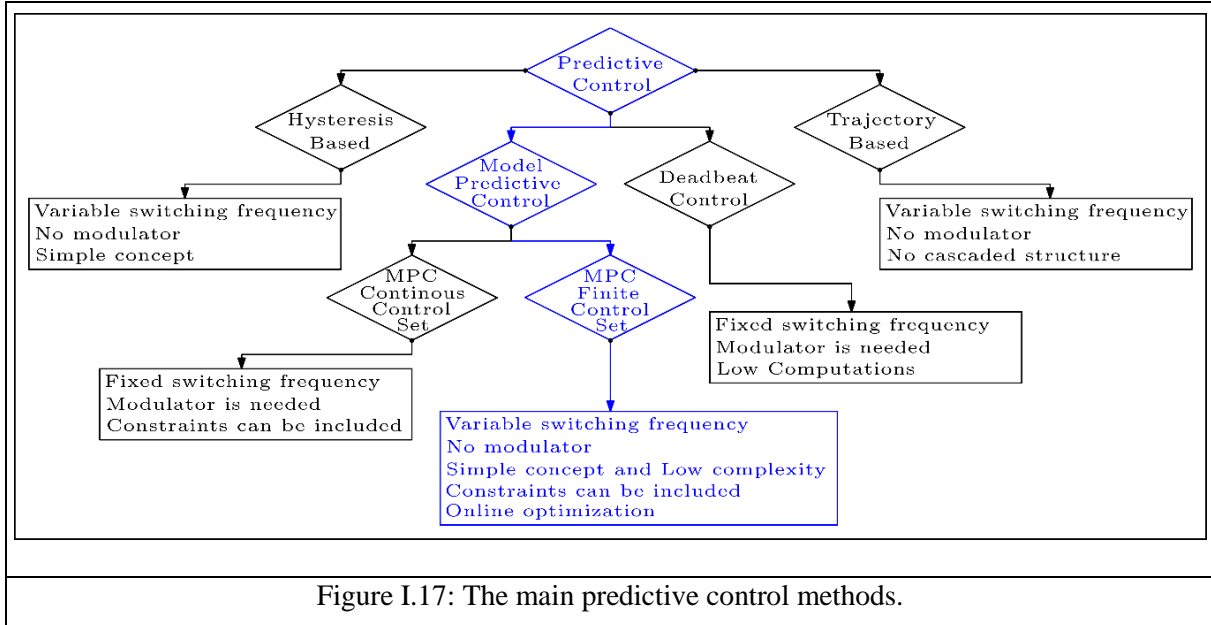 Predictive
Control
Hysteresis
Based
Trajectory
Based
Model
Predictive
Control
Deadbeat
Control
Variable switching frequency
No modulator
Simple concept
Variable switching frequency
No modulator
No cascaded structure
MPC
Continous
Control
Set
MPC
Finite
Control
Set
Fixed switching frequency
Modulator is needed
Low Computations
Fixed switching frequency
Modulator is needed
Constraints can be included
Variable switching frequency
No modulator
Simple concept and Low complexity
Constraints can be included
Online optimization
Figure I.17: The main predictive control methods.